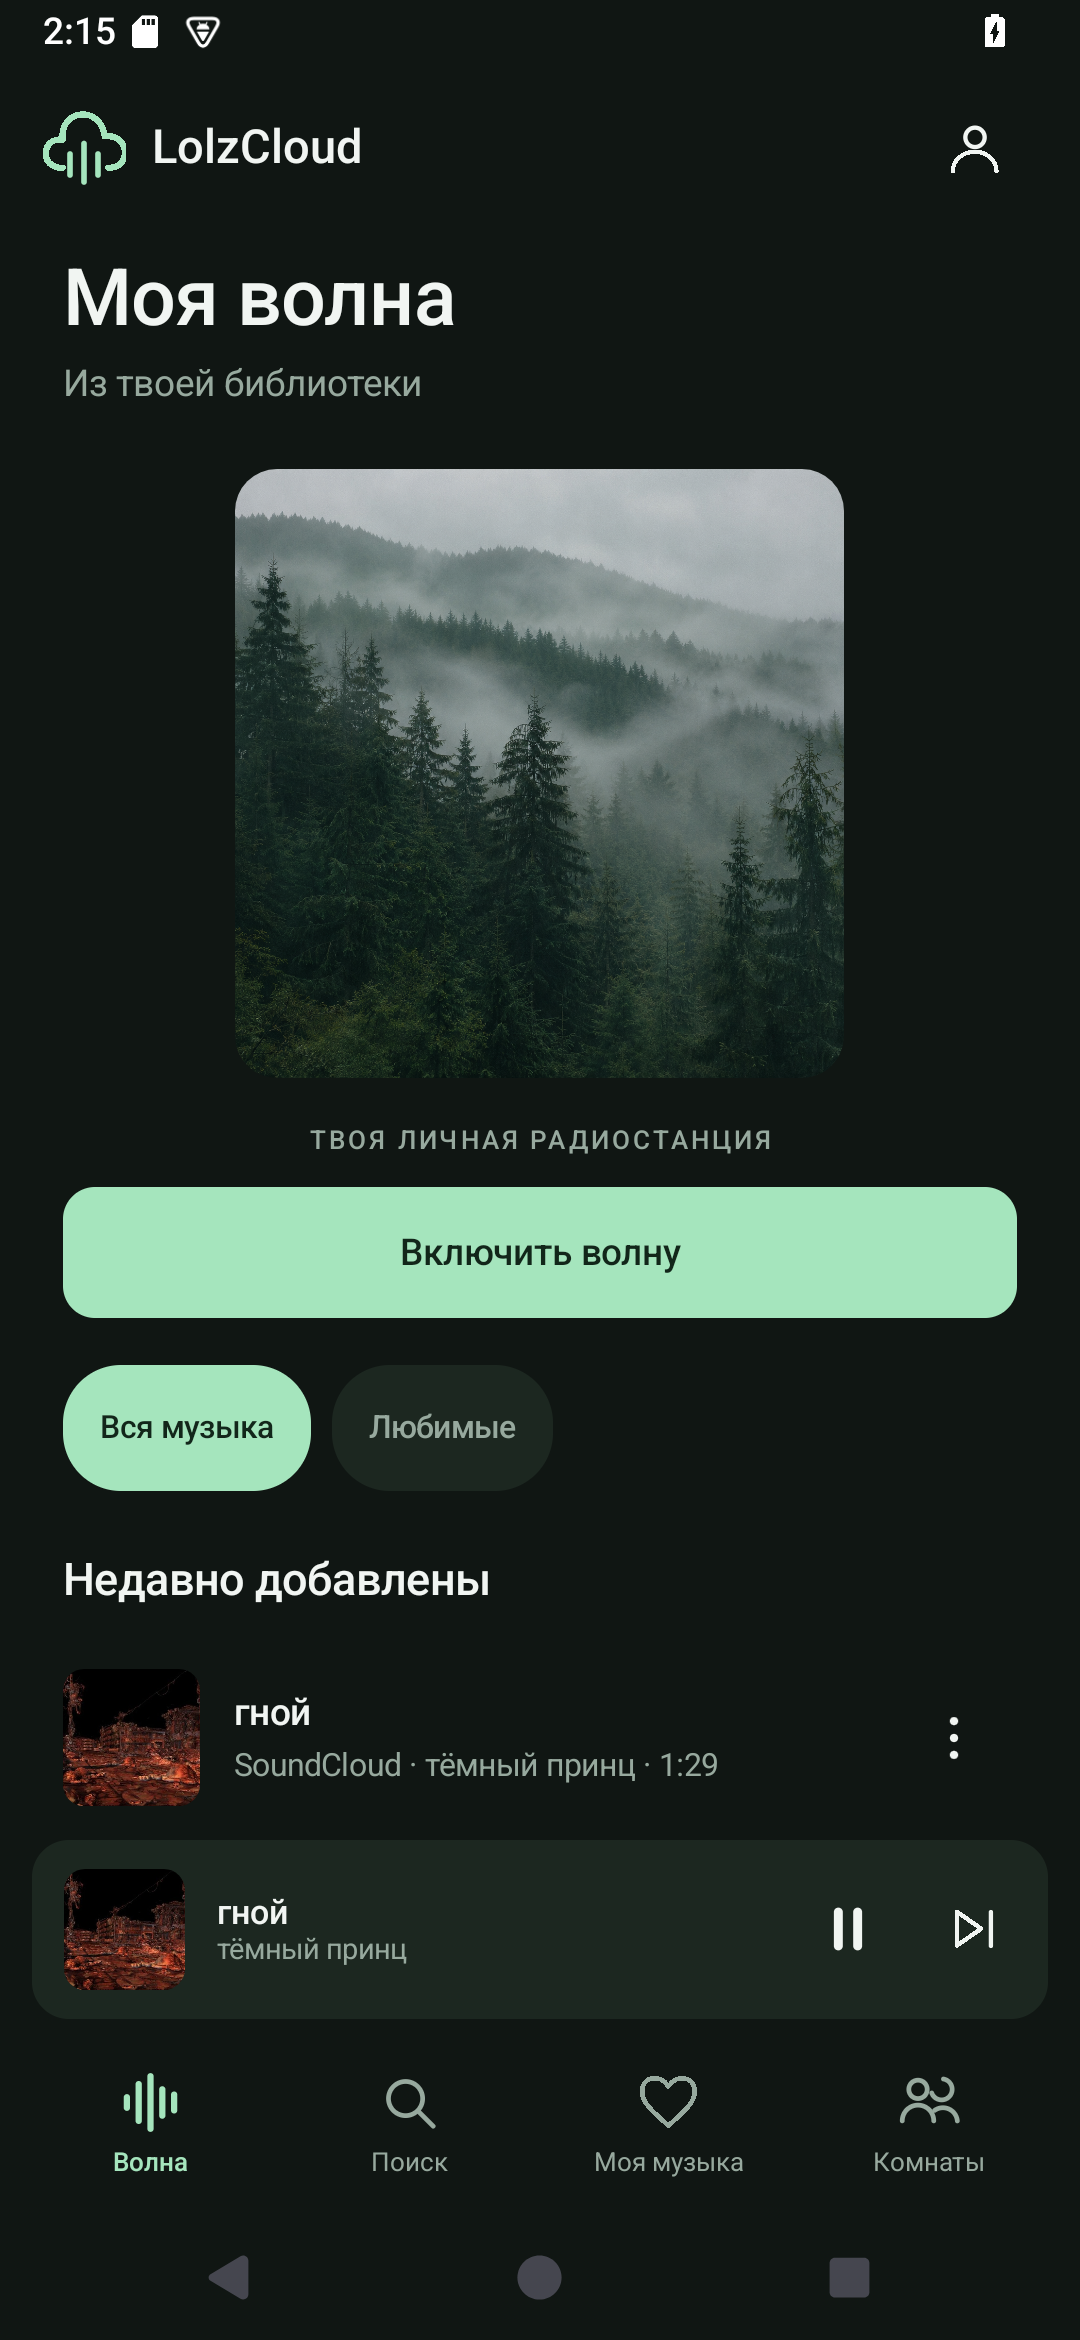 2:15
LolzCloud
Моя волна
Из твоей библиотеки
ТВОЯ ЛИЧНАЯ РАДИОСТАНЦИЯ
Включить волну
Вся музыка
Любимые
Недавно добавлены
гной
SoundCloud · тёмный принц · 1:29
гной
тёмный принц
Волна
Поиск
Моя музыка
Комнаты